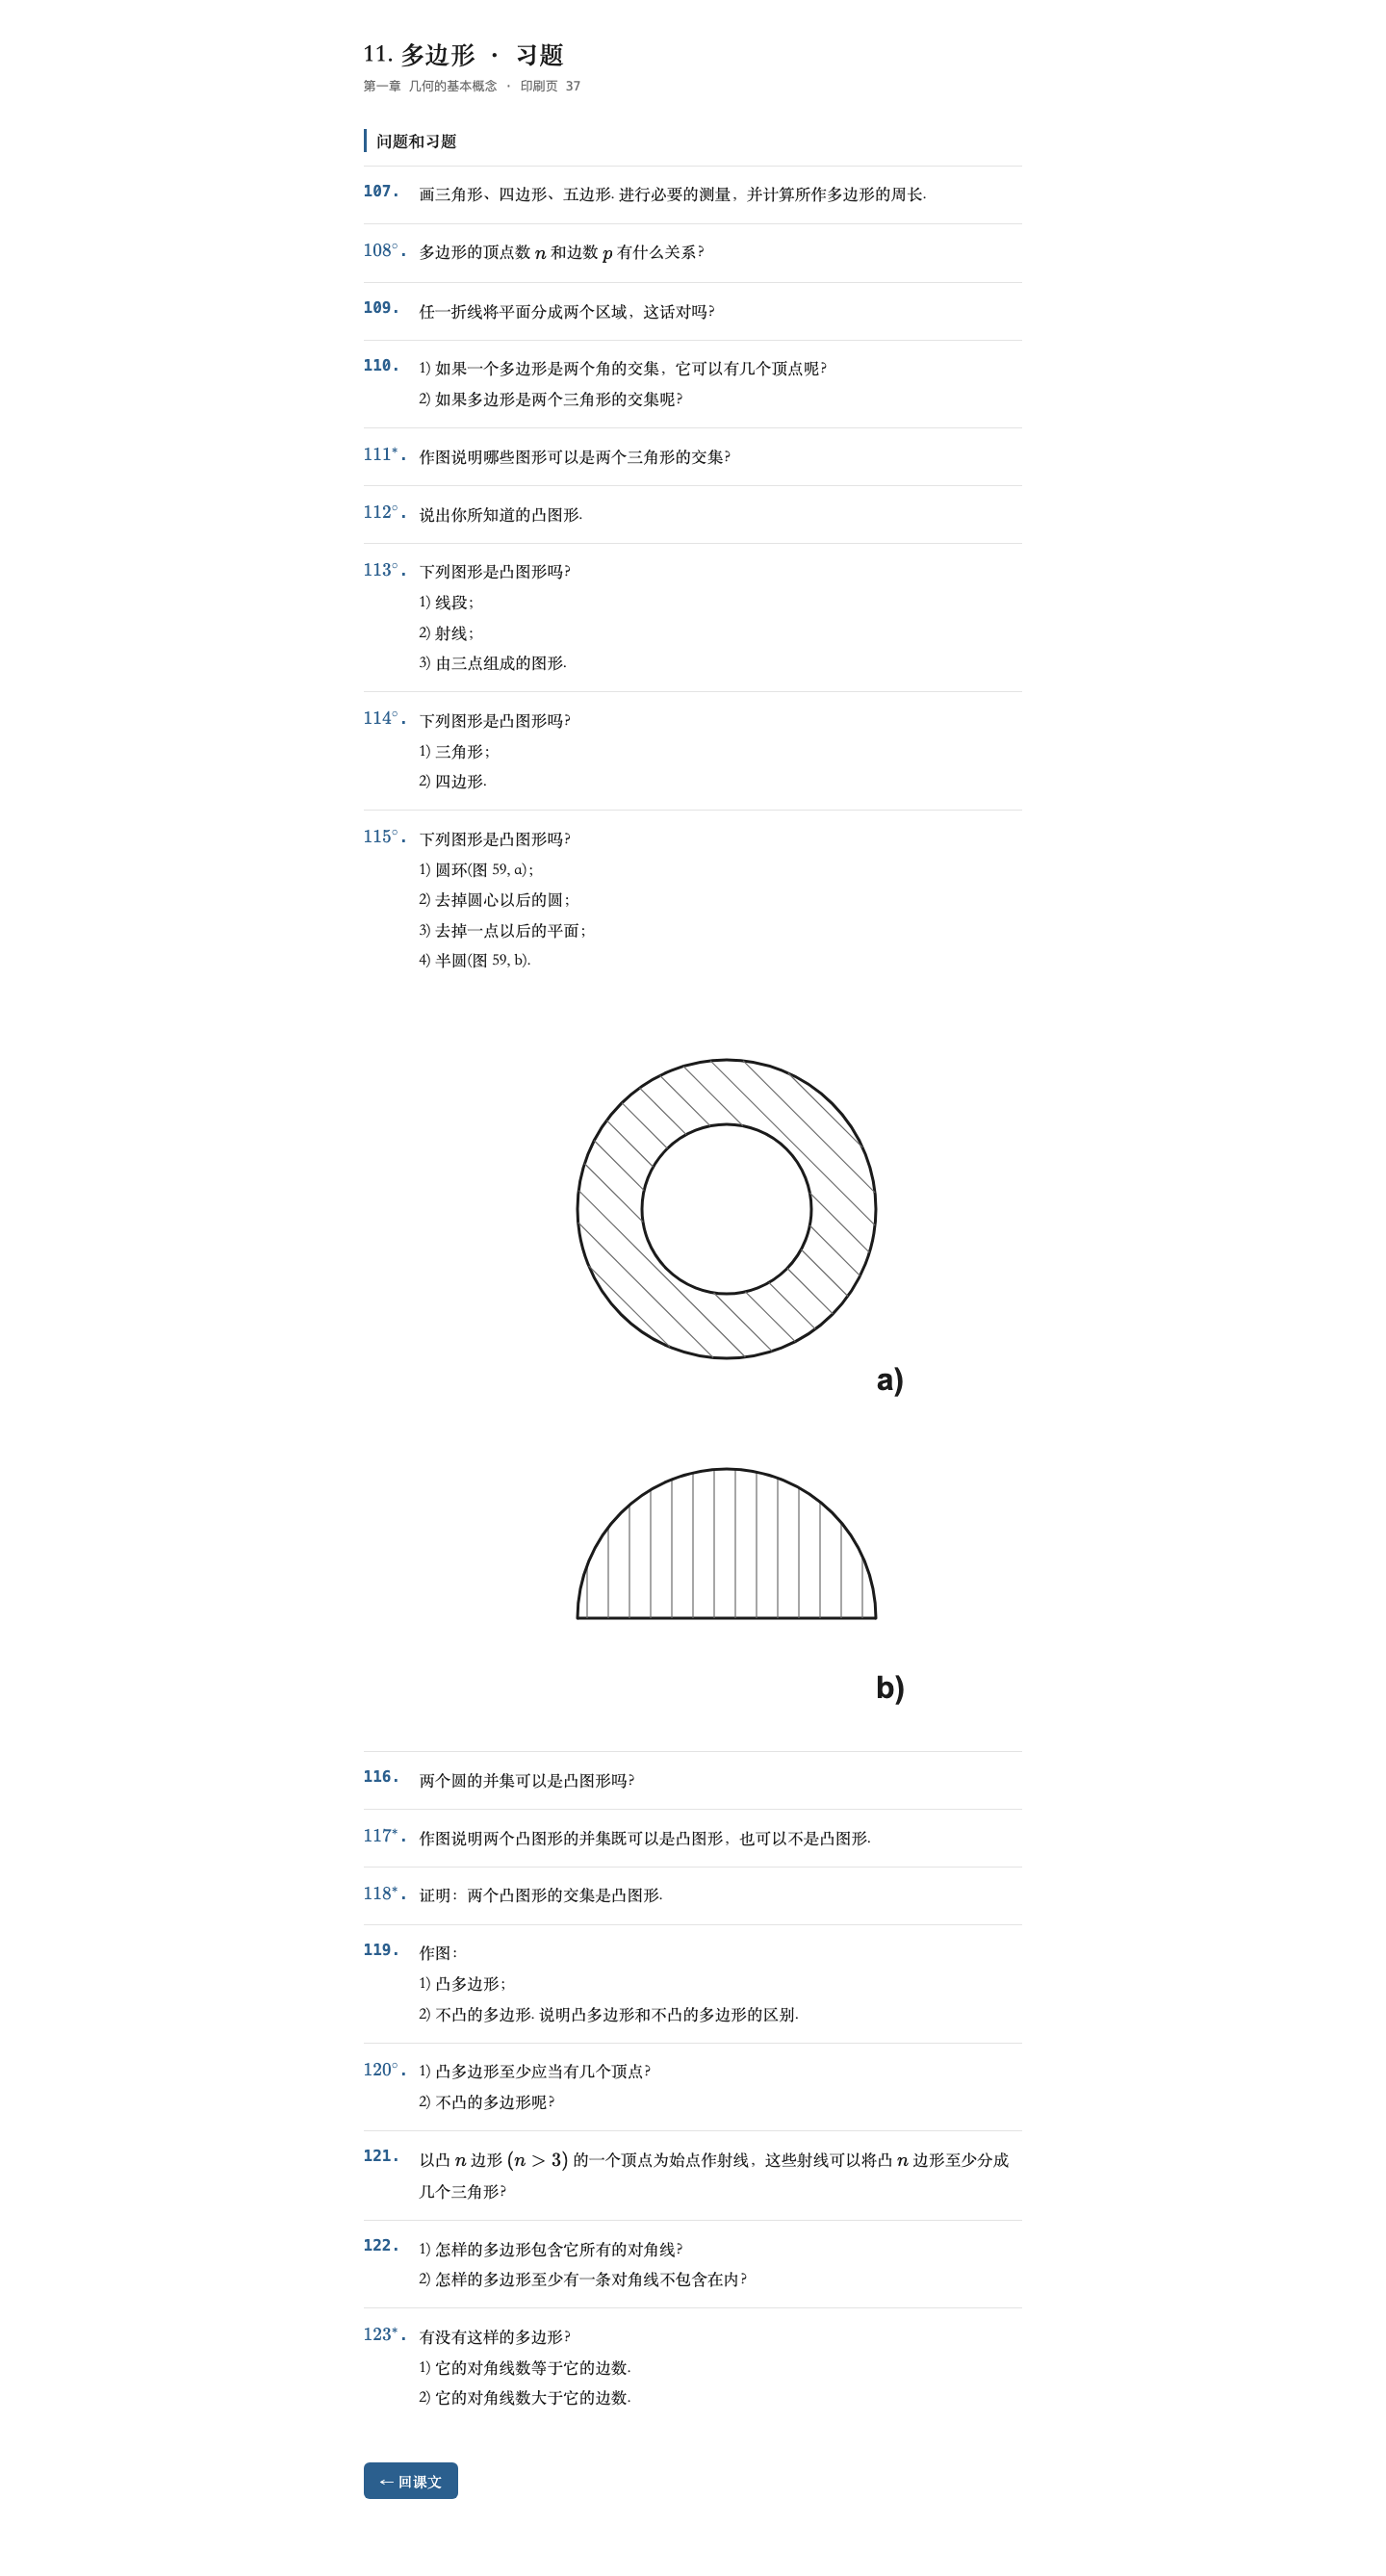 11. 多边形 · 习题
第一章 几何的基本概念 · 印刷页 37
问题和习题
107. 画三角形、四边形、五边形. 进行必要的测量，并计算所作多边形的周长.
108°. 多边形的顶点数 n 和边数 p 有什么关系?
109. 任一折线将平面分成两个区域，这话对吗?
110. 1) 如果一个多边形是两个角的交集，它可以有几个顶点呢?
2) 如果多边形是两个三角形的交集呢?
111*. 作图说明哪些图形可以是两个三角形的交集?
112°. 说出你所知道的凸图形.
113°. 下列图形是凸图形吗?
1) 线段；
2) 射线；
3) 由三点组成的图形.
114°. 下列图形是凸图形吗?
1) 三角形；
2) 四边形.
115°. 下列图形是凸图形吗?
1) 圆环(图 59, a)；
2) 去掉圆心以后的圆；
3) 去掉一点以后的平面；
4) 半圆(图 59, b).
a)
b)
116. 两个圆的并集可以是凸图形吗?
117*. 作图说明两个凸图形的并集既可以是凸图形，也可以不是凸图形.
118*. 证明：两个凸图形的交集是凸图形.
119. 作图：
1) 凸多边形；
2) 不凸的多边形. 说明凸多边形和不凸的多边形的区别.
120°. 1) 凸多边形至少应当有几个顶点?
2) 不凸的多边形呢?
121. 以凸 n 边形 (n > 3) 的一个顶点为始点作射线，这些射线可以将凸 n 边形至少分成
几个三角形?
122. 1) 怎样的多边形包含它所有的对角线?
2) 怎样的多边形至少有一条对角线不包含在内?
123*. 有没有这样的多边形?
1) 它的对角线数等于它的边数.
2) 它的对角线数大于它的边数.
← 回课文